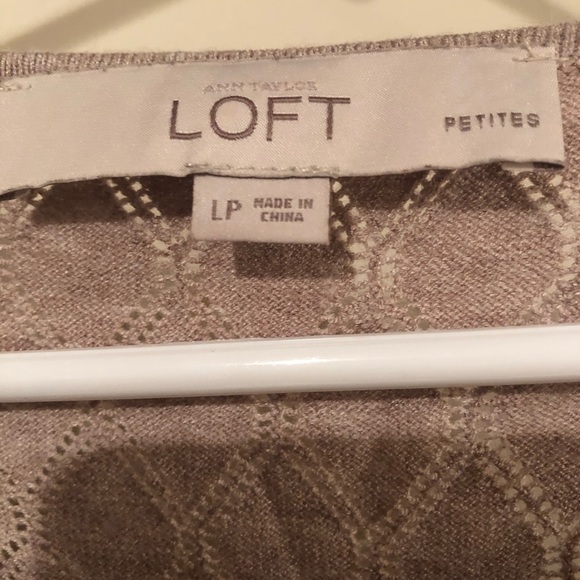 ANN TAYLOR
LOFT
PETITES
LP MADE IN
CHINA